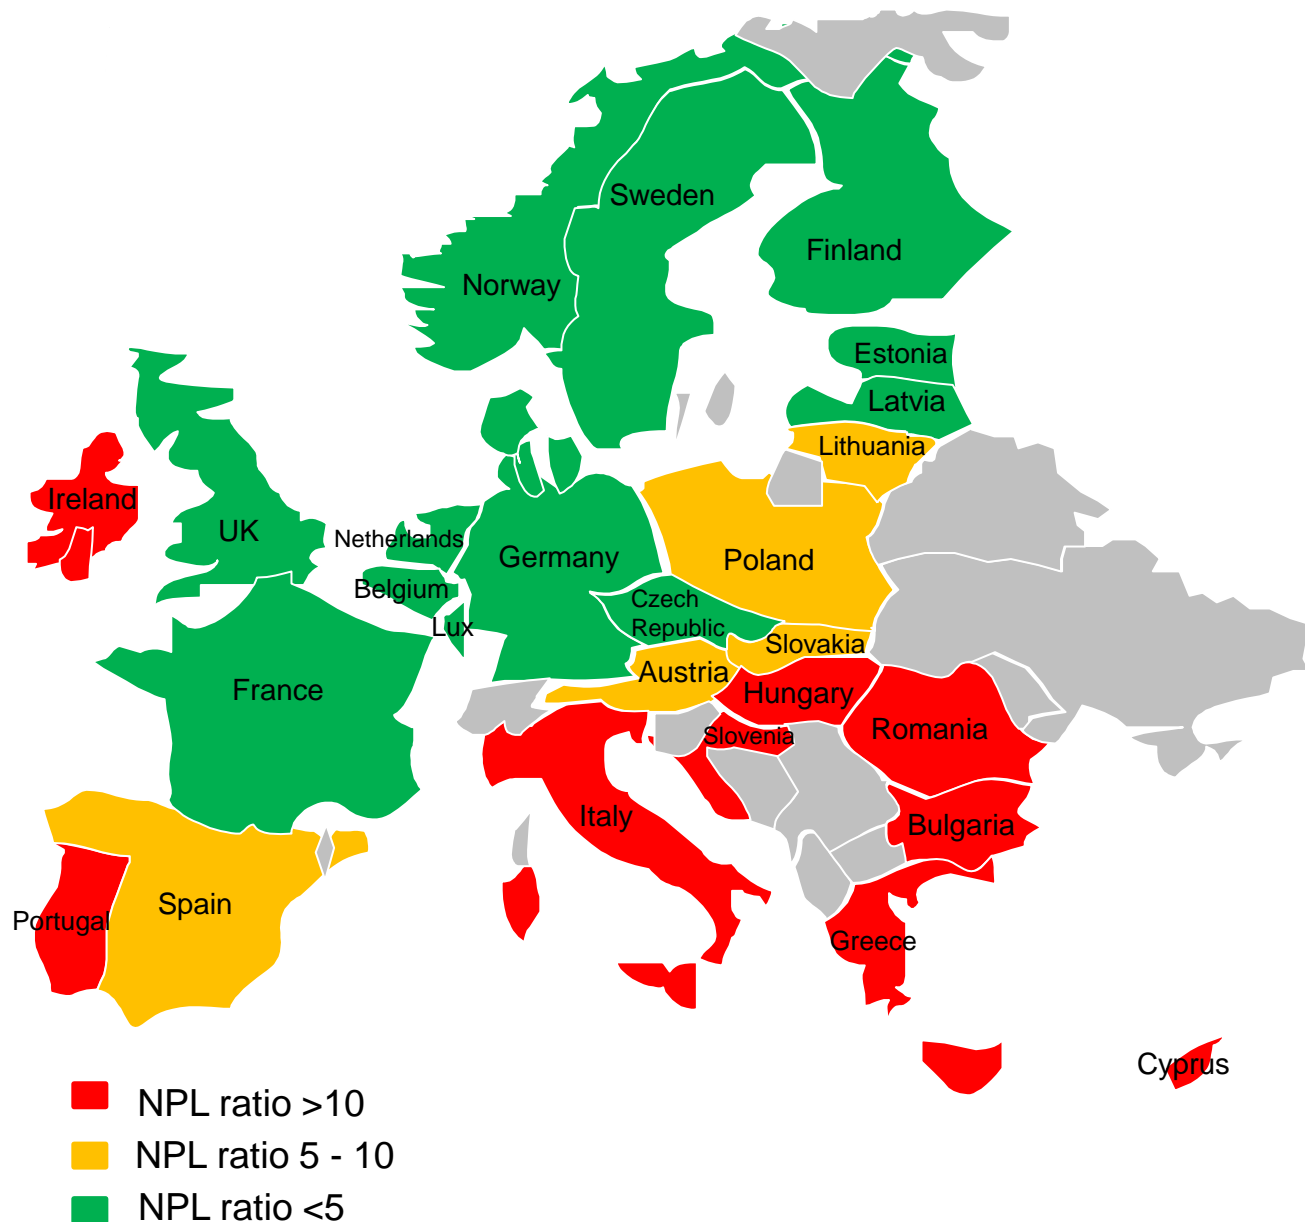 Sweden
Finland
Norway
Estonia
Latvia
Lithuania
Ireland
UK
Netherlands
Germany
Poland
Belgium
Czech
Republic
Lux
Slovakia
Austria
France
Hungary
Romania
Slovenia
Italy
Bulgaria
Spain
Portugal
Greece
Cyprus
NPL ratio >10
NPL ratio 5 - 10
NPL ratio <5